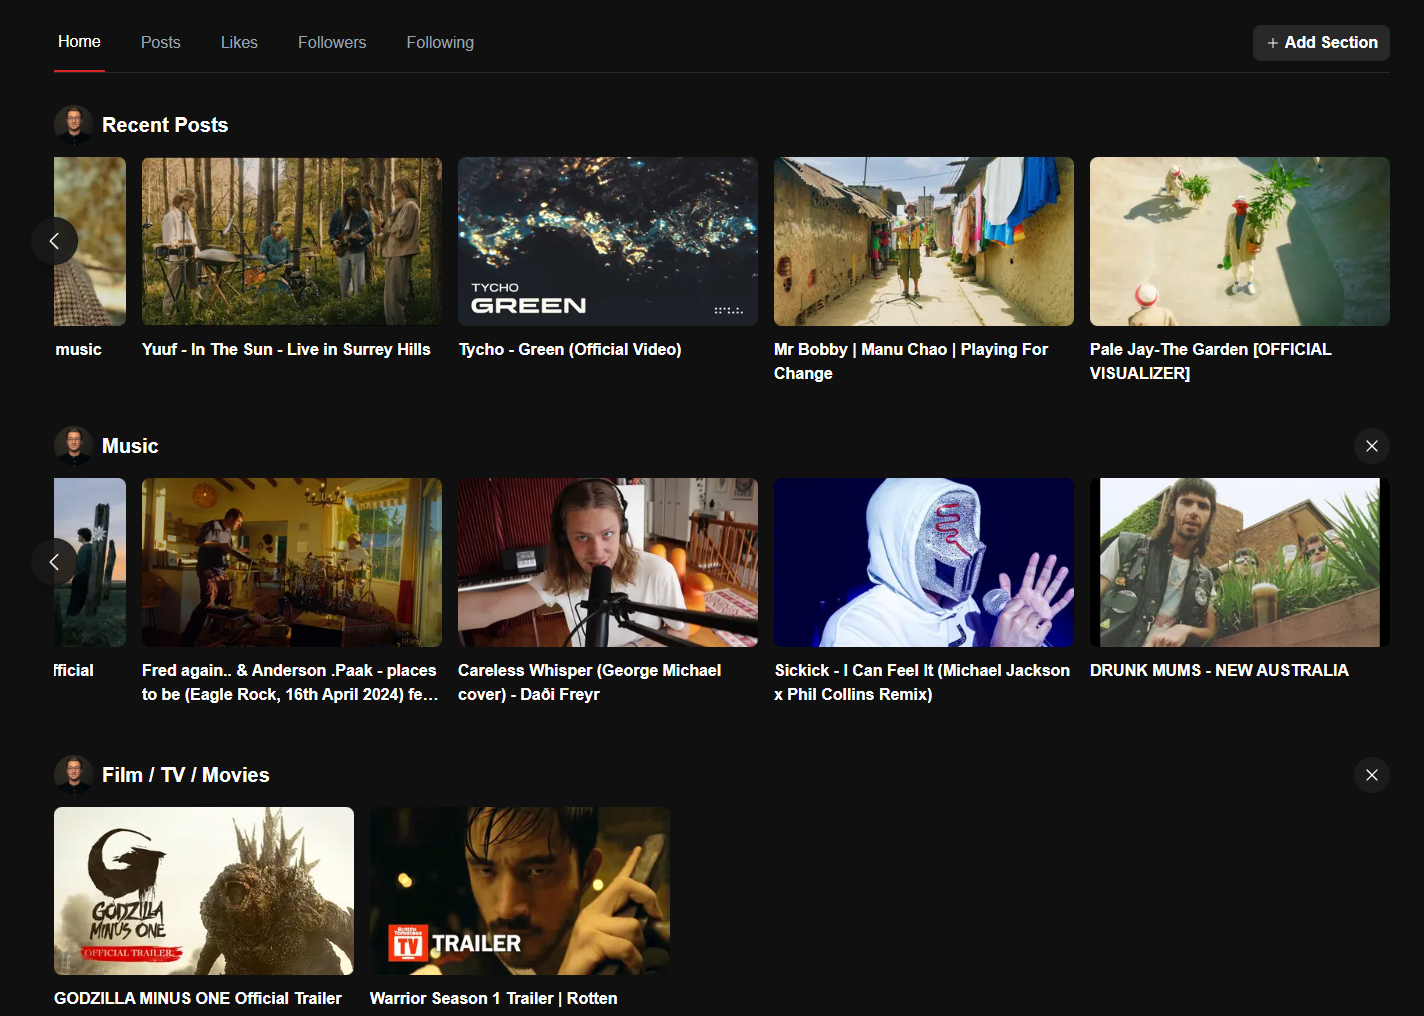 Home
Posts
Likes
Followers
Following
+ Add Section
Recent Posts
TYCHO
GREEN
music
Yuuf - In The Sun - Live in Surrey Hills
Tycho - Green (Official Video)
Mr Bobby | Manu Chao | Playing For
Change
Pale Jay-The Garden [OFFICIAL
VISUALIZER]
Music
Fred again.. & Anderson .Paak - places
to be (Eagle Rock, 16th April 2024) fe...
Careless Whisper (George Michael
cover) - Daði Freyr
Sickick - I Can Feel It (Michael Jackson
x Phil Collins Remix)
DRUNK MUMS - NEW AUSTRALIA
Film / TV / Movies
GODZILLA
MINUS ONE
OFFICIAL TRAILER
Rotten
Tomatoes
TV
TRAILER
GODZILLA MINUS ONE Official Trailer
Warrior Season 1 Trailer | Rotten